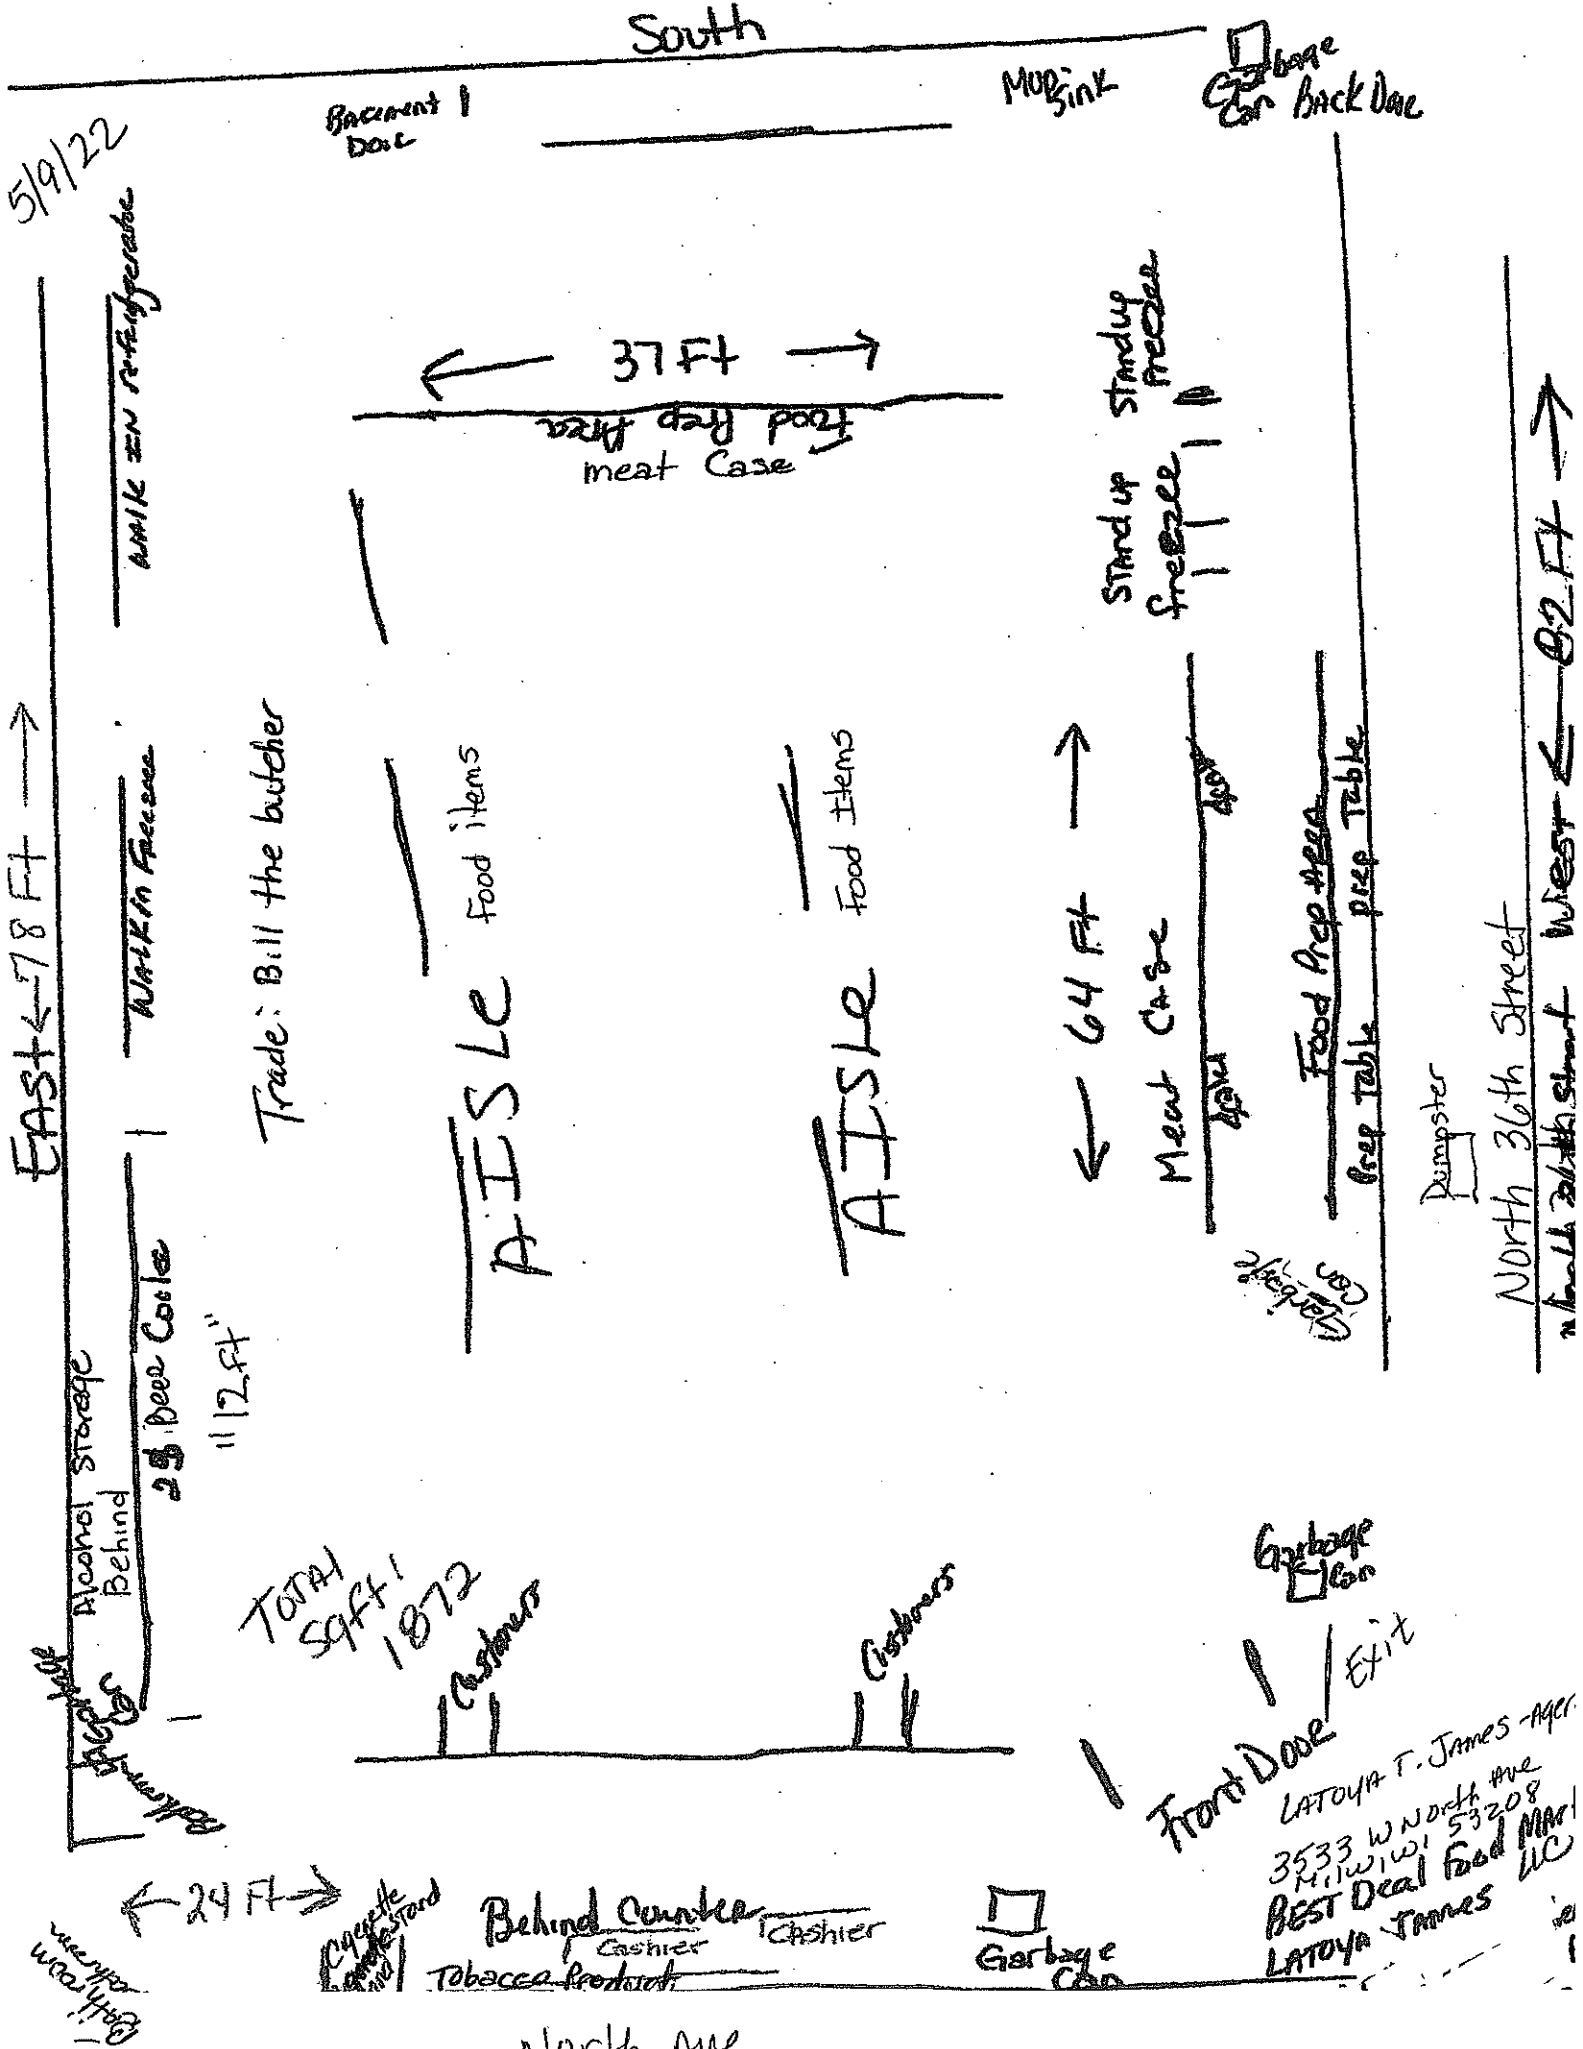 South
Garbage
Can
Back Door
Mop
Sink
Basement
Door
5/9/22
Walk in refrigerator
37 Ft
Food Prep
Area
meat Case
Standup
Freezer
Stand up
freezer
East 78 Ft
Walk in Freezer
Trade: Bill the butcher
AISLe Food items
AISLe Food Items
64 Ft
Meat Case
Food Prep Area
Prep Table
prep Table
Dumpster
North 36th Street
West 82 Ft
Garbage
Can
Alcohol Storage
Behind
Beer Cooler
"12 ft"
TOTAL
sqft!
1872
Customers
Customers
Garbage
Can
Exit
Front Door
LATOYA T. JAMES -
3533 W North Ave
Milw, WI 53208
BEST Deal Food
LATOYA JAMES LLC
24 Ft
Bathroom
Cigarette
Behind Counter
Cashier
Cashier
Tobacco Product
Garbage
Can
North Ave